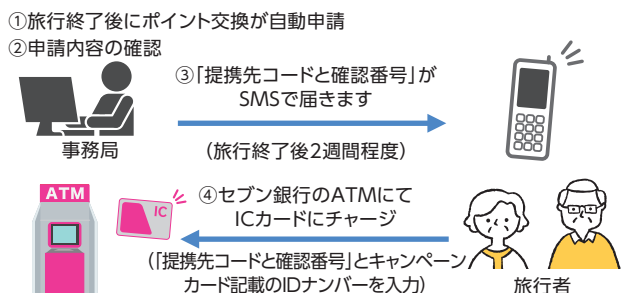 ①旅行終了後にポイント交換が自動申請
②申請内容の確認
③「提携先コードと確認番号」が
SMSで届きます
事務局
(旅行終了後2週間程度)
ATM
IC
④セブン銀行のATMにて
ICカードにチャージ
(「提携先コードと確認番号」とキャンペーン
カード記載のIDナンバーを入力)
旅行者